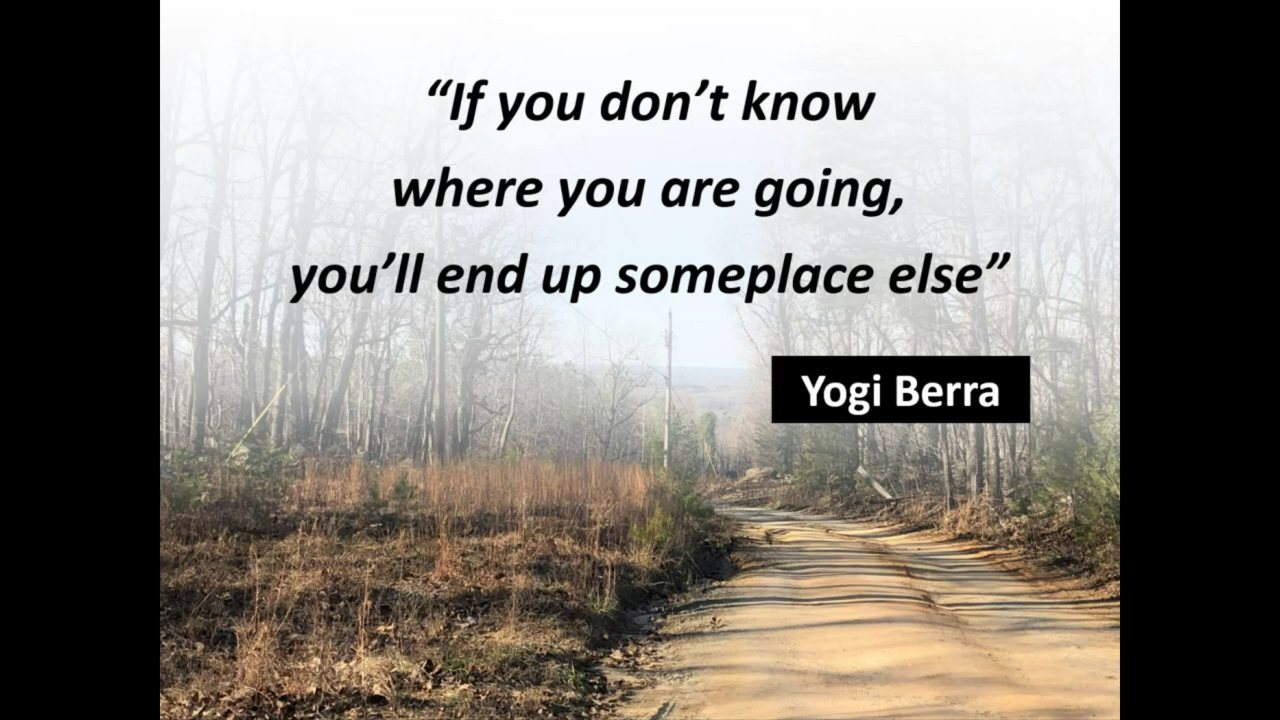 “If you don’t know
where you are going,
you’ll end up someplace else”
Yogi Berra